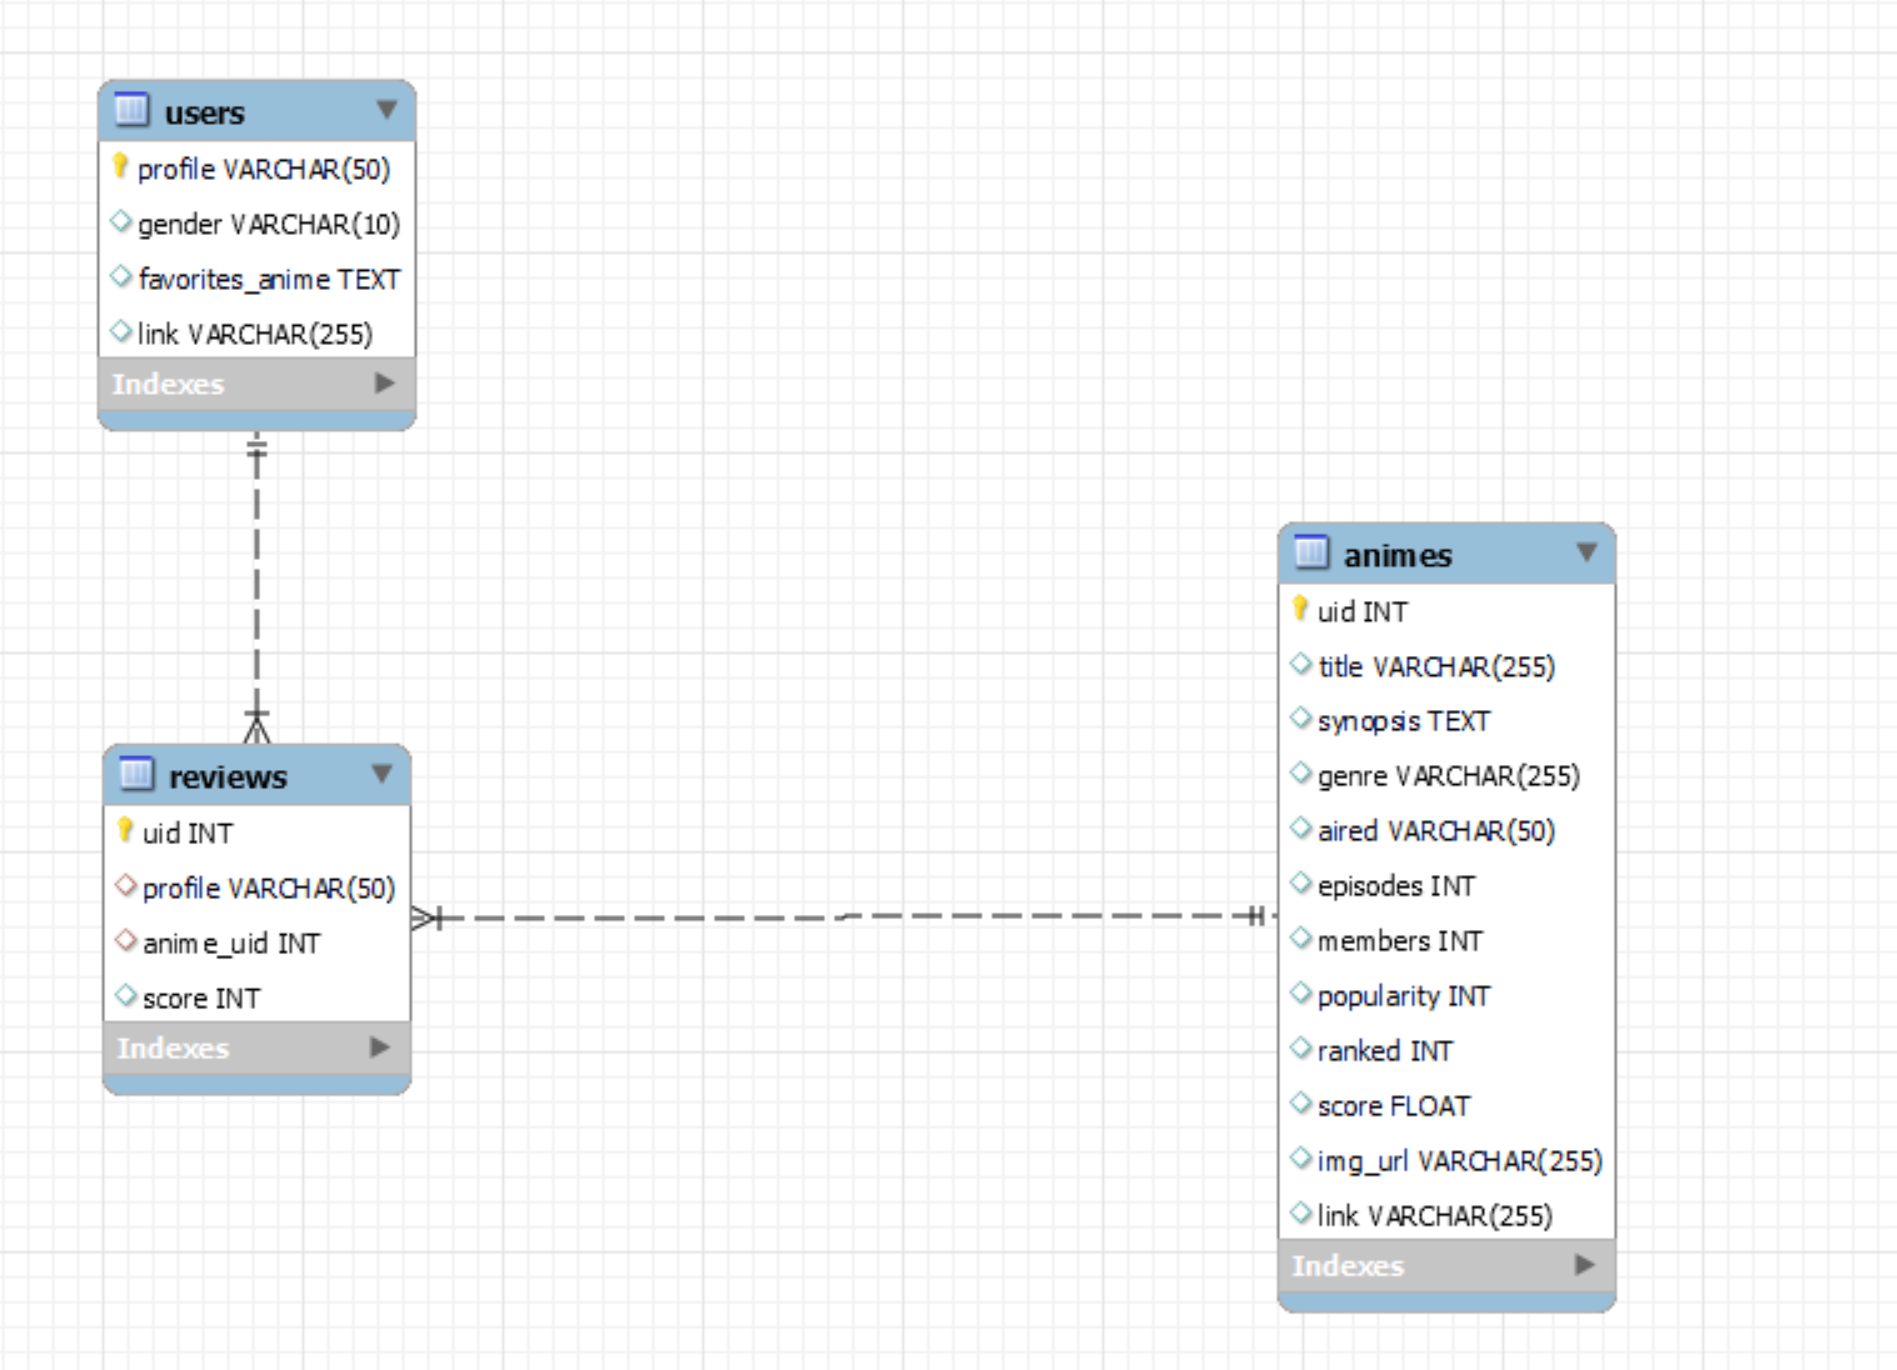 users
profile VARCHAR(50)
gender VARCHAR(10)
favorites_anime TEXT
link VARCHAR(255)
Indexes
reviews
uid INT
profile VARCHAR(50)
anime_uid INT
score INT
Indexes
animes
uid INT
title VARCHAR(255)
synopsis TEXT
genre VARCHAR(255)
aired VARCHAR(50)
episodes INT
members INT
popularity INT
ranked INT
score FLOAT
img_url VARCHAR(255)
link VARCHAR(255)
Indexes